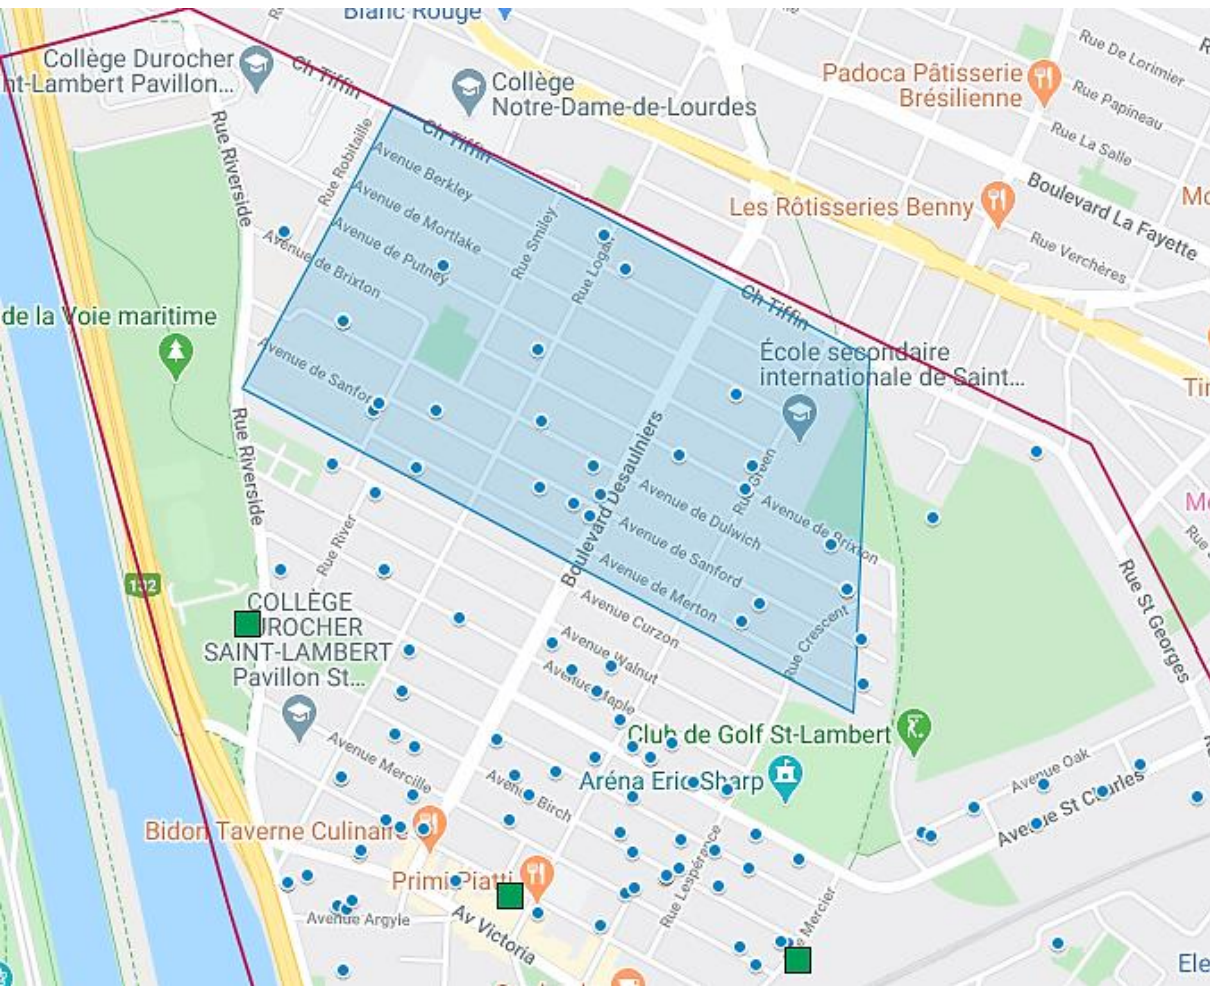 Blanc Rouge
Collège Durocher
nt-Lambert Pavillon...
Ch Tiffin
Collège
Notre-Dame-de-Lourdes
Padoca Pâtisserie
Brésilienne
Rue De Lorimier
Rue Papineau
Rue La Salle
Boulevard La Fayette
Rue Verchères
Les Rôtisseries Benny
Rue Riverside
Rue Robitaille
Ch Tiffin
Avenue Berkley
Avenue de Mortlake
Avenue de Putney
Avenue de Brixton
Rue Smiley
Rue Logan
Ch Tiffin
de la Voie maritime
École secondaire
internationale de Saint...
Tim
Avenue de Sanford
Rue Riverside
Boulevard Desaulniers
Rue Green
Avenue de Dulwich
Avenue de Brixton
Avenue de Sanford
Avenue de Merton
Rue River
132
COLLÈGE
DUROCHER
SAINT-LAMBERT
Pavillon St...
Avenue Curzon
Avenue Walnut
Avenue Maple
Rue Crescent
Rue St Georges
Club de Golf St-Lambert
Aréna Eric Sharp
Avenue Mercille
Avenue Birch
Avenue Oak
Avenue St Charles
Bidon Taverne Culinaire
Primi Piatti
Rue Lespérance
Rue Mercier
Avenue Argyle
Av Victoria
Ele